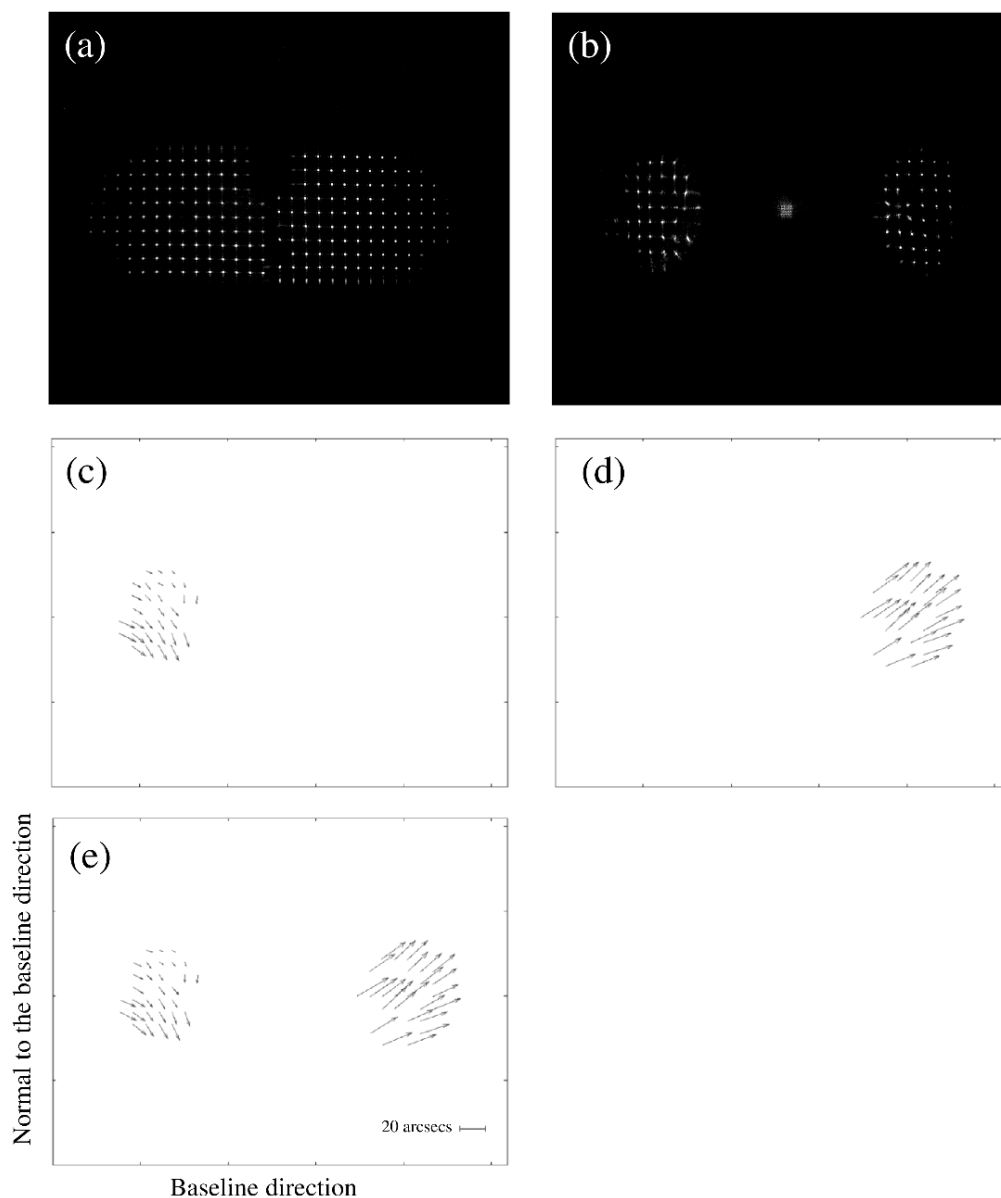 (a)
(b)
(c)
(d)
(e)
20 arcsecs
Normal to the baseline direction
Baseline direction